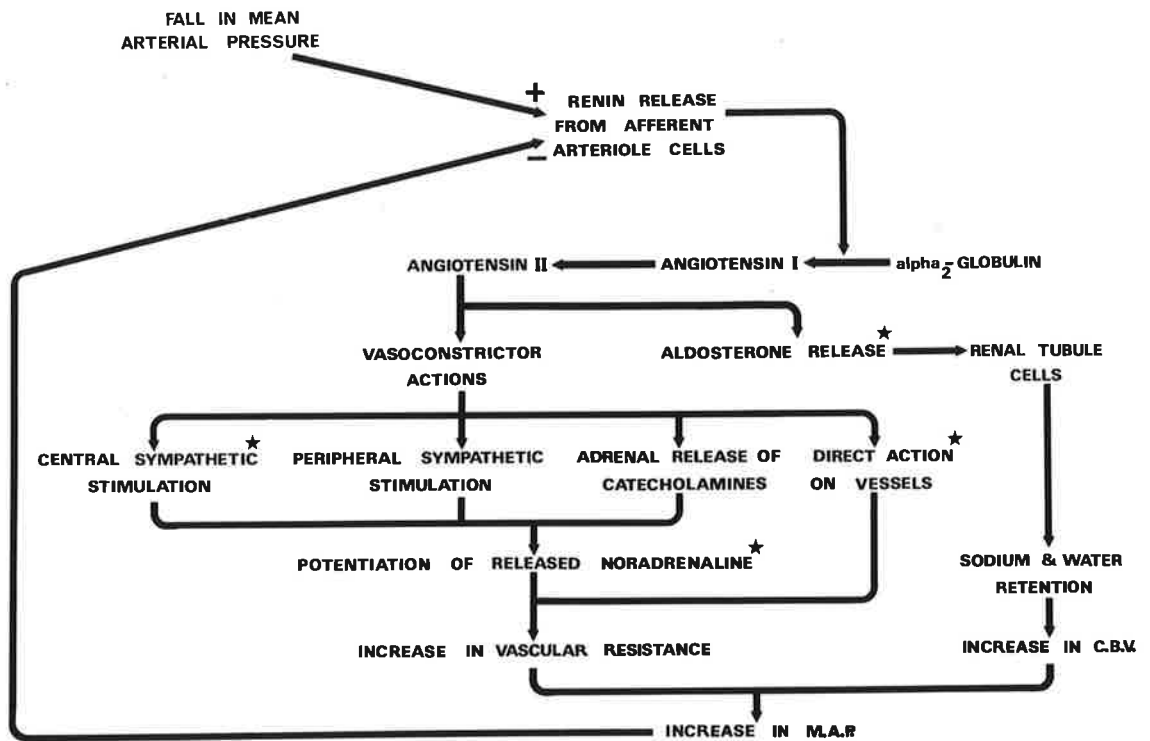 FALL IN MEAN
ARTERIAL PRESSURE
+
RENIN RELEASE
FROM AFFERENT
– ARTERIOLE CELLS
ANGIOTENSIN II
ANGIOTENSIN I
alpha2-GLOBULIN
VASOCONSTRICTOR
ACTIONS
ALDOSTERONE RELEASE★
RENAL TUBULE
CELLS
CENTRAL SYMPATHETIC★
STIMULATION
PERIPHERAL SYMPATHETIC
STIMULATION
ADRENAL RELEASE OF
CATECHOLAMINES
DIRECT ACTION★
ON VESSELS
POTENTIATION OF RELEASED NORADRENALINE★
SODIUM & WATER
RETENTION
INCREASE IN VASCULAR RESISTANCE
INCREASE IN C.B.V.
INCREASE IN M.A.P.